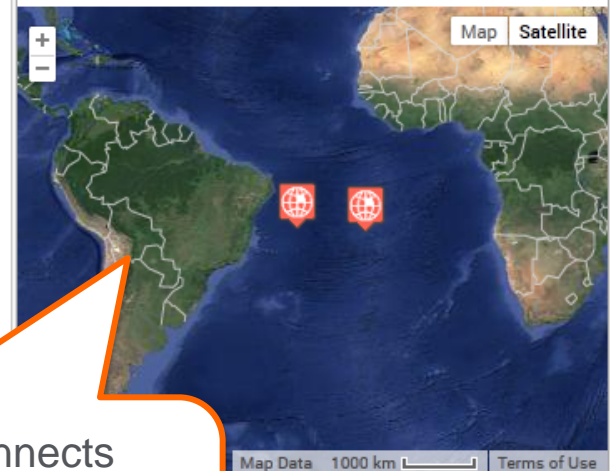 +
Map Satellite
−
nnects
Map Data 1000 km Terms of Use